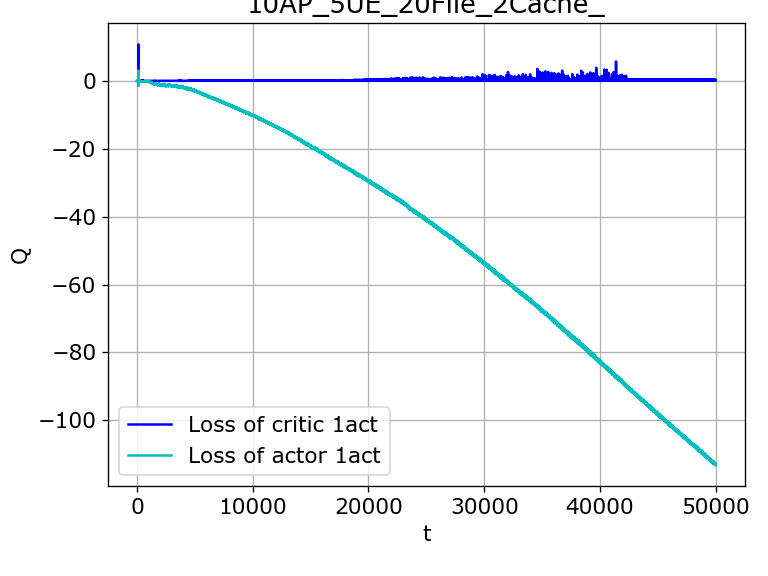 10AP_5UE_20File_2Cache_
0
−20
−40
−60
−80
−100
Q
Loss of critic 1act
Loss of actor 1act
0 10000 20000 30000 40000 50000
t